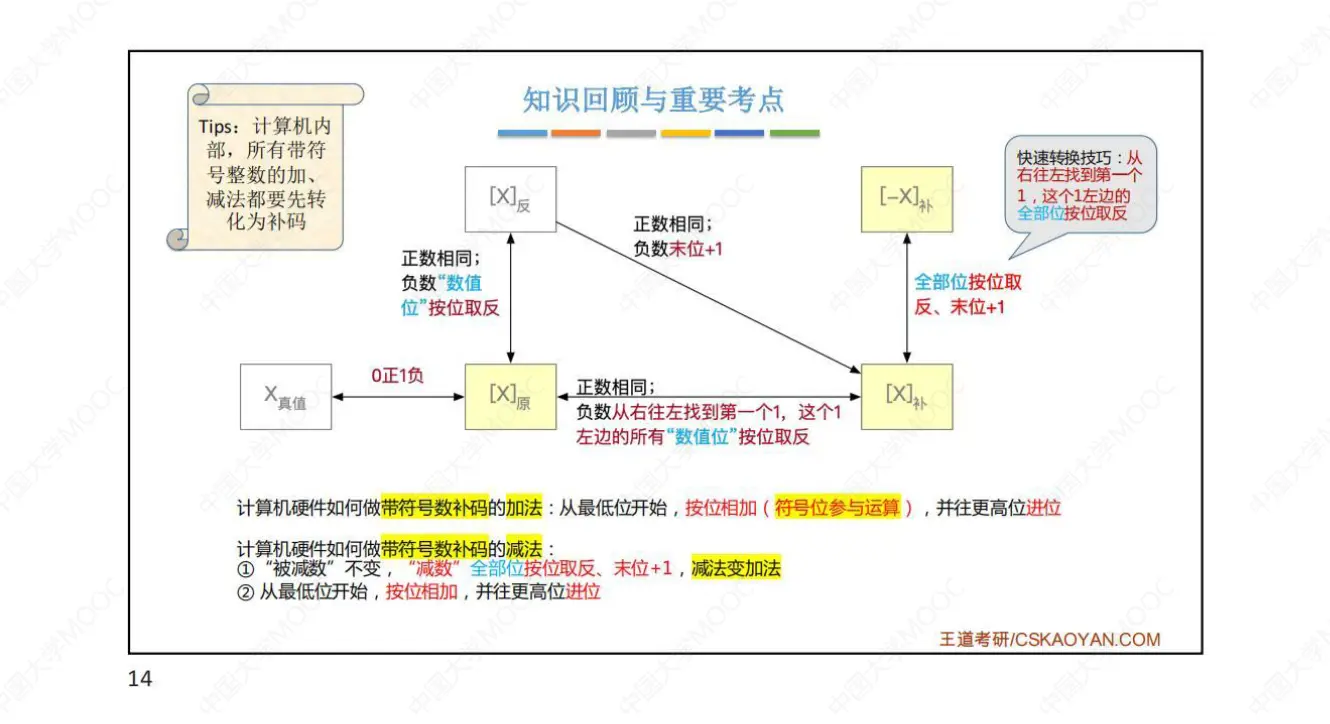 知识回顾与重要考点
Tips：计算机内
部，所有带符
号整数的加、
减法都要先转
化为补码
快速转换技巧：从
右往左找到第一个
1，这个1左边的
全部位按位取反
[X]反
[-X]补
正数相同；
负数末位+1
正数相同；
负数“数值
位”按位取反
全部位按位取
反、末位+1
X真值
0正1负
[X]原
正数相同；
负数从右往左找到第一个1，这个1
左边的所有“数值位”按位取反
[X]补
计算机硬件如何做带符号数补码的加法：从最低位开始，按位相加（符号位参与运算），并往更高位进位
计算机硬件如何做带符号数补码的减法：
① “被减数”不变，“减数”全部位按位取反、末位+1，减法变加法
② 从最低位开始，按位相加，并往更高位进位
王道考研/CSKAOYAN.COM
14
中国大学MOOC